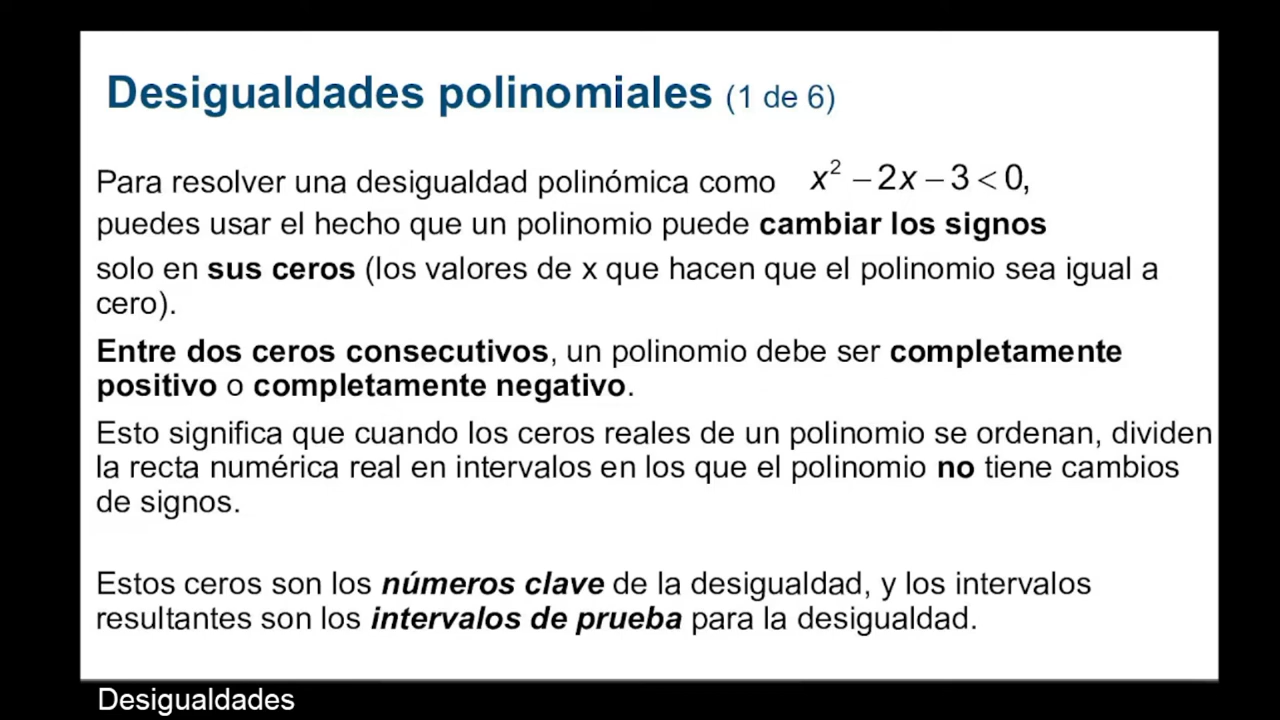 Desigualdades polinomiales (1 de 6)
Para resolver una desigualdad polinómica como x² − 2x − 3 < 0,
puedes usar el hecho que un polinomio puede cambiar los signos
solo en sus ceros (los valores de x que hacen que el polinomio sea igual a
cero).
Entre dos ceros consecutivos, un polinomio debe ser completamente
positivo o completamente negativo.
Esto significa que cuando los ceros reales de un polinomio se ordenan, dividen
la recta numérica real en intervalos en los que el polinomio no tiene cambios
de signos.
Estos ceros son los números clave de la desigualdad, y los intervalos
resultantes son los intervalos de prueba para la desigualdad.
Desigualdades